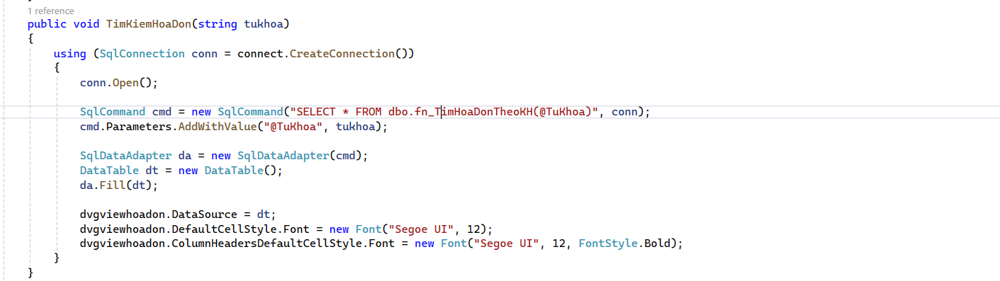 1 reference
public void TimKiemHoaDon(string tukhoa)
{
using (SqlConnection conn = connect.CreateConnection())
{
conn.Open();
SqlCommand cmd = new SqlCommand("SELECT * FROM dbo.fn_TimHoaDonTheoKH(@TuKhoa)", conn);
cmd.Parameters.AddWithValue("@TuKhoa", tukhoa);
SqlDataAdapter da = new SqlDataAdapter(cmd);
DataTable dt = new DataTable();
da.Fill(dt);
dvgviewhoadon.DataSource = dt;
dvgviewhoadon.DefaultCellStyle.Font = new Font("Segoe UI", 12);
dvgviewhoadon.ColumnHeadersDefaultCellStyle.Font = new Font("Segoe UI", 12, FontStyle.Bold);
}
}